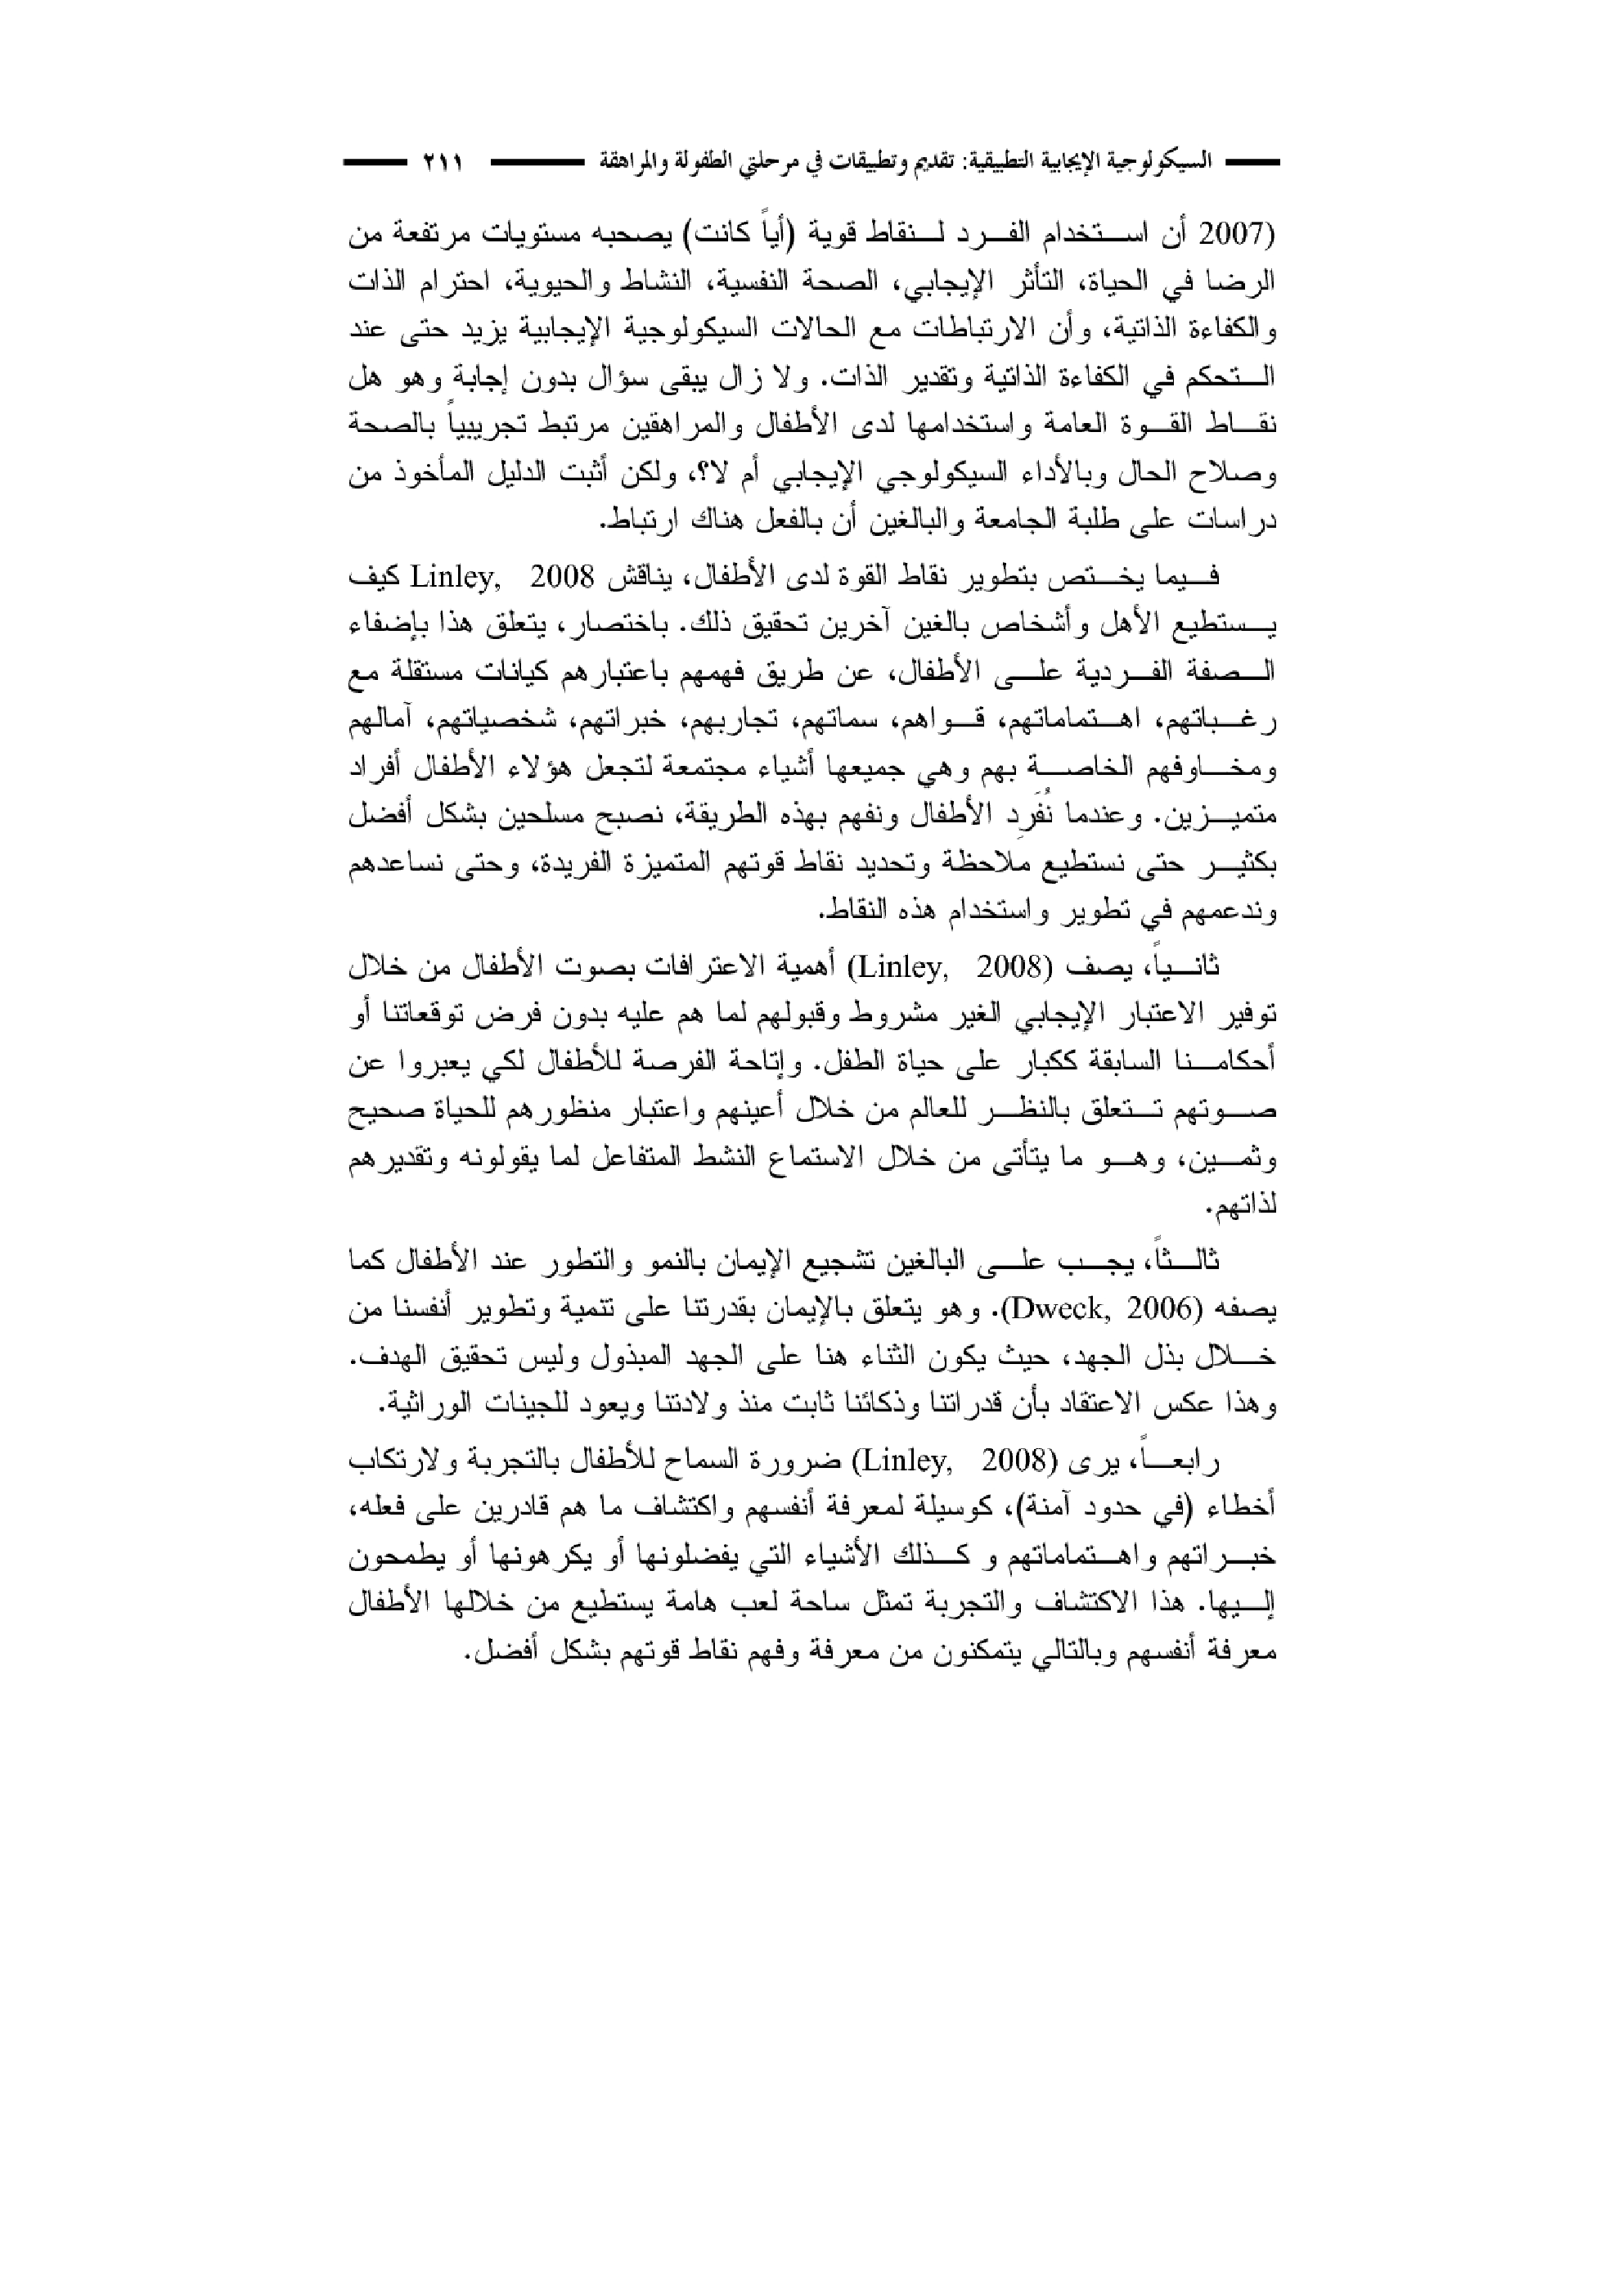 السيكولوجية الإيجابية التطبيقية: تقديم وتطبيقات في مرحلتي الطفولة والمراهقة ٢١١
2007) أن استخدام الفرد لنقاط قوية (أياً كانت) يصحبه مستويات مرتفعة من
الرضا في الحياة، التأثر الإيجابي، الصحة النفسية، النشاط والحيوية، احترام الذات
والكفاءة الذاتية، وأن الارتباطات مع الحالات السيكولوجية الإيجابية يزيد حتى عند
التحكم في الكفاءة الذاتية وتقدير الذات. ولا زال يبقى سؤال بدون إجابة وهو هل
نقاط القوة العامة واستخدامها لدى الأطفال والمراهقين مرتبط تجريبياً بالصحة
وصلاح الحال وبالأداء السيكولوجي الإيجابي أم لا؟، ولكن أثبت الدليل المأخوذ من
دراسات على طلبة الجامعة والبالغين أن بالفعل هناك ارتباط.
فيما يختص بتطوير نقاط القوة لدى الأطفال، يناقش Linley, 2008 كيف
يستطيع الأهل وأشخاص بالغين آخرين تحقيق ذلك. باختصار، يتعلق هذا بإضفاء
الصفة الفردية على الأطفال، عن طريق فهمهم باعتبارهم كيانات مستقلة مع
رغباتهم، اهتماماتهم، قواهم، سماتهم، تجاربهم، خبراتهم، شخصياتهم، آمالهم
ومخاوفهم الخاصة بهم وهي جميعها أشياء مجتمعة لتجعل هؤلاء الأطفال أفراد
متميزين. وعندما نُفَرِد الأطفال ونفهم بهذه الطريقة، نصبح مسلحين بشكل أفضل
بكثير حتى نستطيع ملاحظة وتحديد نقاط قوتهم المتميزة الفريدة، وحتى نساعدهم
وندعمهم في تطوير واستخدام هذه النقاط.
ثانياً، يصف (Linley, 2008) أهمية الاعترافات بصوت الأطفال من خلال
توفير الاعتبار الإيجابي الغير مشروط وقبولهم لما هم عليه بدون فرض توقعاتنا أو
أحكامنا السابقة ككبار على حياة الطفل. وإتاحة الفرصة للأطفال لكي يعبروا عن
صوتهم تتعلق بالنظر للعالم من خلال أعينهم واعتبار منظورهم للحياة صحيح
وثمين، وهو ما يتأتى من خلال الاستماع النشط المتفاعل لما يقولونه وتقديرهم
لذاتهم.
ثالثاً، يجب على البالغين تشجيع الإيمان بالنمو والتطور عند الأطفال كما
يصفه (Dweck, 2006). وهو يتعلق بالإيمان بقدرتنا على تنمية وتطوير أنفسنا من
خلال بذل الجهد، حيث يكون الثناء هنا على الجهد المبذول وليس تحقيق الهدف.
وهذا عكس الاعتقاد بأن قدراتنا وذكائنا ثابت منذ ولادتنا ويعود للجينات الوراثية.
رابعاً، يرى (Linley, 2008) ضرورة السماح للأطفال بالتجربة ولارتكاب
أخطاء (في حدود آمنة)، كوسيلة لمعرفة أنفسهم واكتشاف ما هم قادرين على فعله،
خبراتهم واهتماماتهم و كذلك الأشياء التي يفضلونها أو يكرهونها أو يطمحون
إليها. هذا الاكتشاف والتجربة تمثل ساحة لعب هامة يستطيع من خلالها الأطفال
معرفة أنفسهم وبالتالي يتمكنون من معرفة وفهم نقاط قوتهم بشكل أفضل.